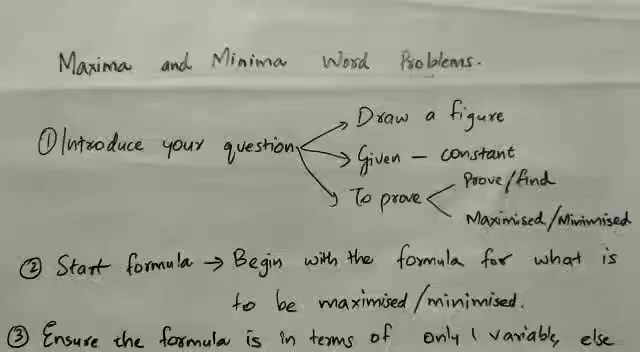 Maxima and Minima Word Problems.
Draw a figure
① Introduce your question
Given - constant
To prove
Prove/find
Maximised/Minimised
② Start formula → Begin with the formula for what is
to be maximised/minimised.
③ Ensure the formula is in terms of only 1 variable, else